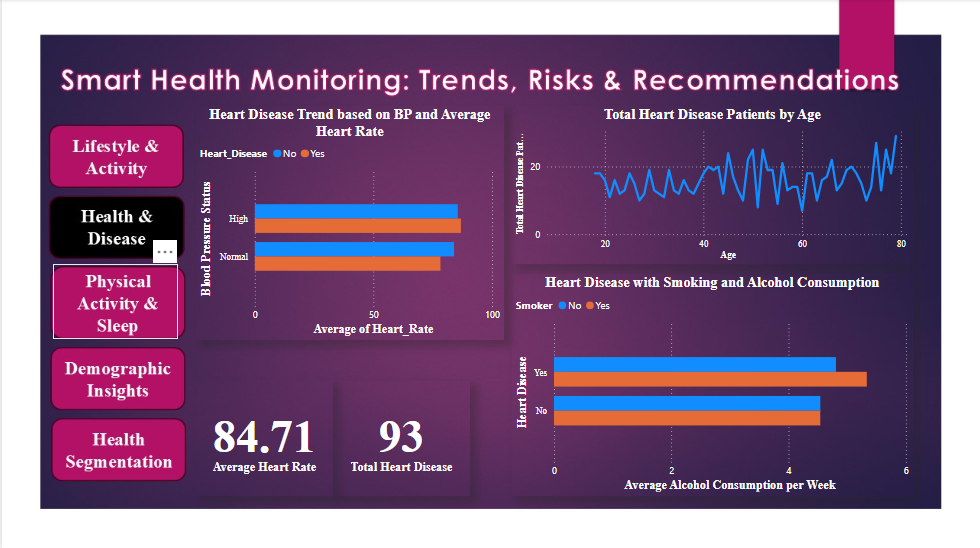 Smart Health Monitoring: Trends, Risks & Recommendations
Lifestyle &
Activity
Health &
Disease
...
Physical
Activity &
Sleep
Demographic
Insights
Health
Segmentation
Heart Disease Trend based on BP and Average
Heart Rate
Heart_Disease No Yes
Blood Pressure Status
High
Normal
0 50 100
Average of Heart_Rate
84.71
Average Heart Rate
93
Total Heart Disease
Total Heart Disease Patients by Age
Total Heart Disease Pat...
20
0
20 40 60 80
Age
Heart Disease with Smoking and Alcohol Consumption
Smoker No Yes
Heart Disease
Yes
No
0 2 4 6
Average Alcohol Consumption per Week